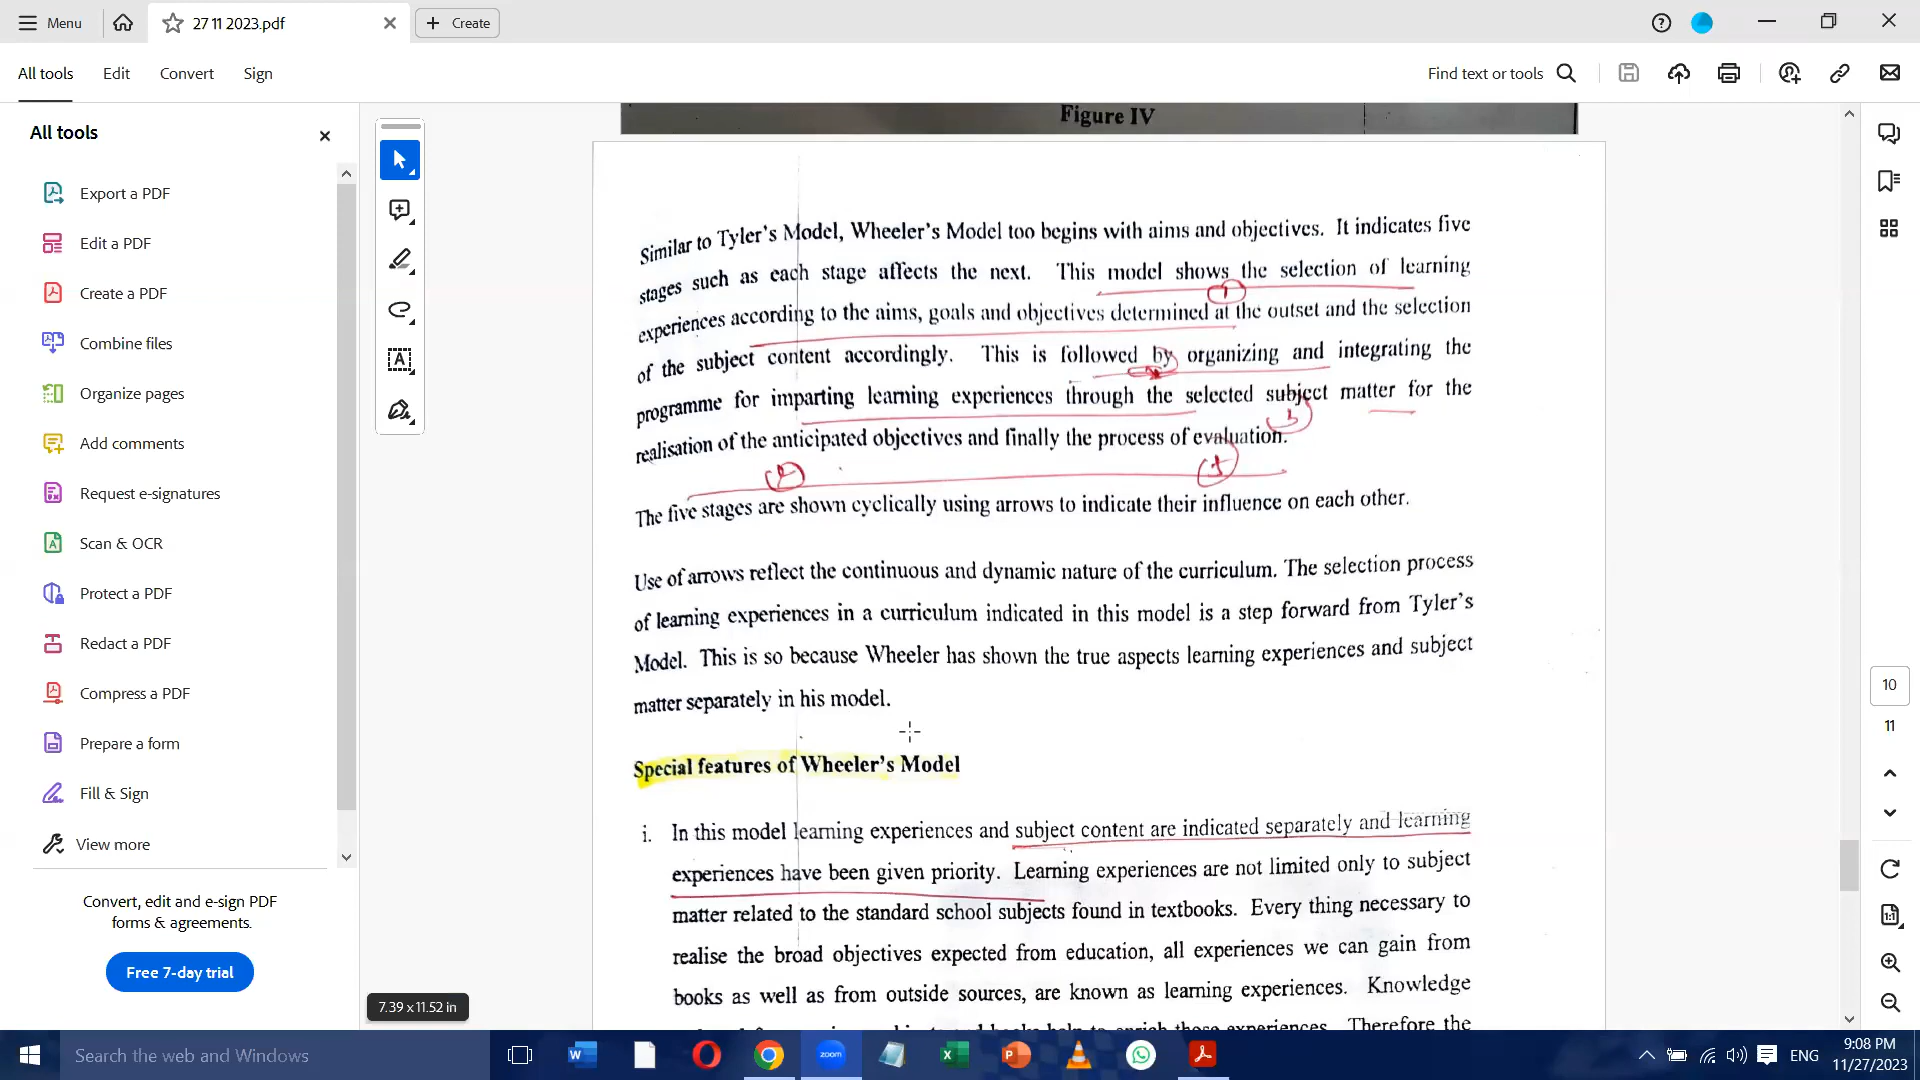 Menu
27 11 2023.pdf
Create
All tools
Edit
Convert
Sign
Find text or tools
All tools
Export a PDF
Edit a PDF
Create a PDF
Combine files
Organize pages
Add comments
Request e-signatures
Scan & OCR
Protect a PDF
Redact a PDF
Compress a PDF
Prepare a form
Fill & Sign
View more
Convert, edit and e-sign PDF
forms & agreements.
Free 7-day trial
7.39 x 11.52 in
Figure IV
Similar to Tyler's Model, Wheeler's Model too begins with aims and objectives. It indicates five
stages such as each stage affects the next. This model shows the selection of learning
experiences according to the aims, goals and objectives determined at the outset and the selection
of the subject content accordingly. This is followed by organizing and integrating the
programme for imparting learning experiences through the selected subject matter for the
realisation of the anticipated objectives and finally the process of evaluation.
The five stages are shown cyclically using arrows to indicate their influence on each other.
Use of arrows reflect the continuous and dynamic nature of the curriculum. The selection process
of learning experiences in a curriculum indicated in this model is a step forward from Tyler's
Model. This is so because Wheeler has shown the true aspects learning experiences and subject
matter separately in his model.
Special features of Wheeler's Model
i. In this model learning experiences and subject content are indicated separately and learning
experiences have been given priority. Learning experiences are not limited only to subject
matter related to the standard school subjects found in textbooks. Every thing necessary to
realise the broad objectives expected from education, all experiences we can gain from
books as well as from outside sources, are known as learning experiences. Knowledge
experiences. Therefore the
10
11
1:1
Search the web and Windows
zoom
ENG
9:08 PM
11/27/2023